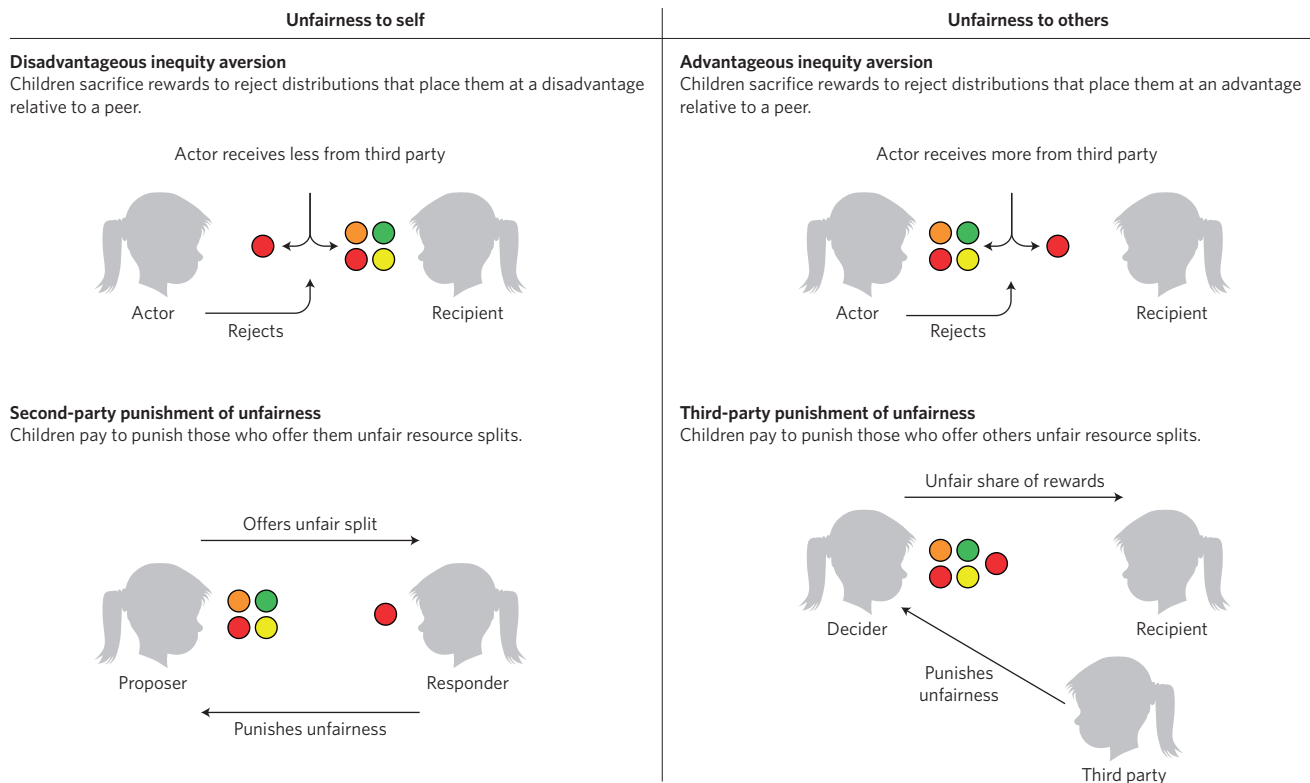 Unfairness to self
Unfairness to others
Disadvantageous inequity aversion
Children sacrifice rewards to reject distributions that place them at a disadvantage
relative to a peer.
Actor receives less from third party
Actor
Rejects
Recipient
Advantageous inequity aversion
Children sacrifice rewards to reject distributions that place them at an advantage
relative to a peer.
Actor receives more from third party
Actor
Rejects
Recipient
Second-party punishment of unfairness
Children pay to punish those who offer them unfair resource splits.
Offers unfair split
Proposer
Responder
Punishes unfairness
Third-party punishment of unfairness
Children pay to punish those who offer others unfair resource splits.
Unfair share of rewards
Decider
Recipient
Punishes
unfairness
Third party